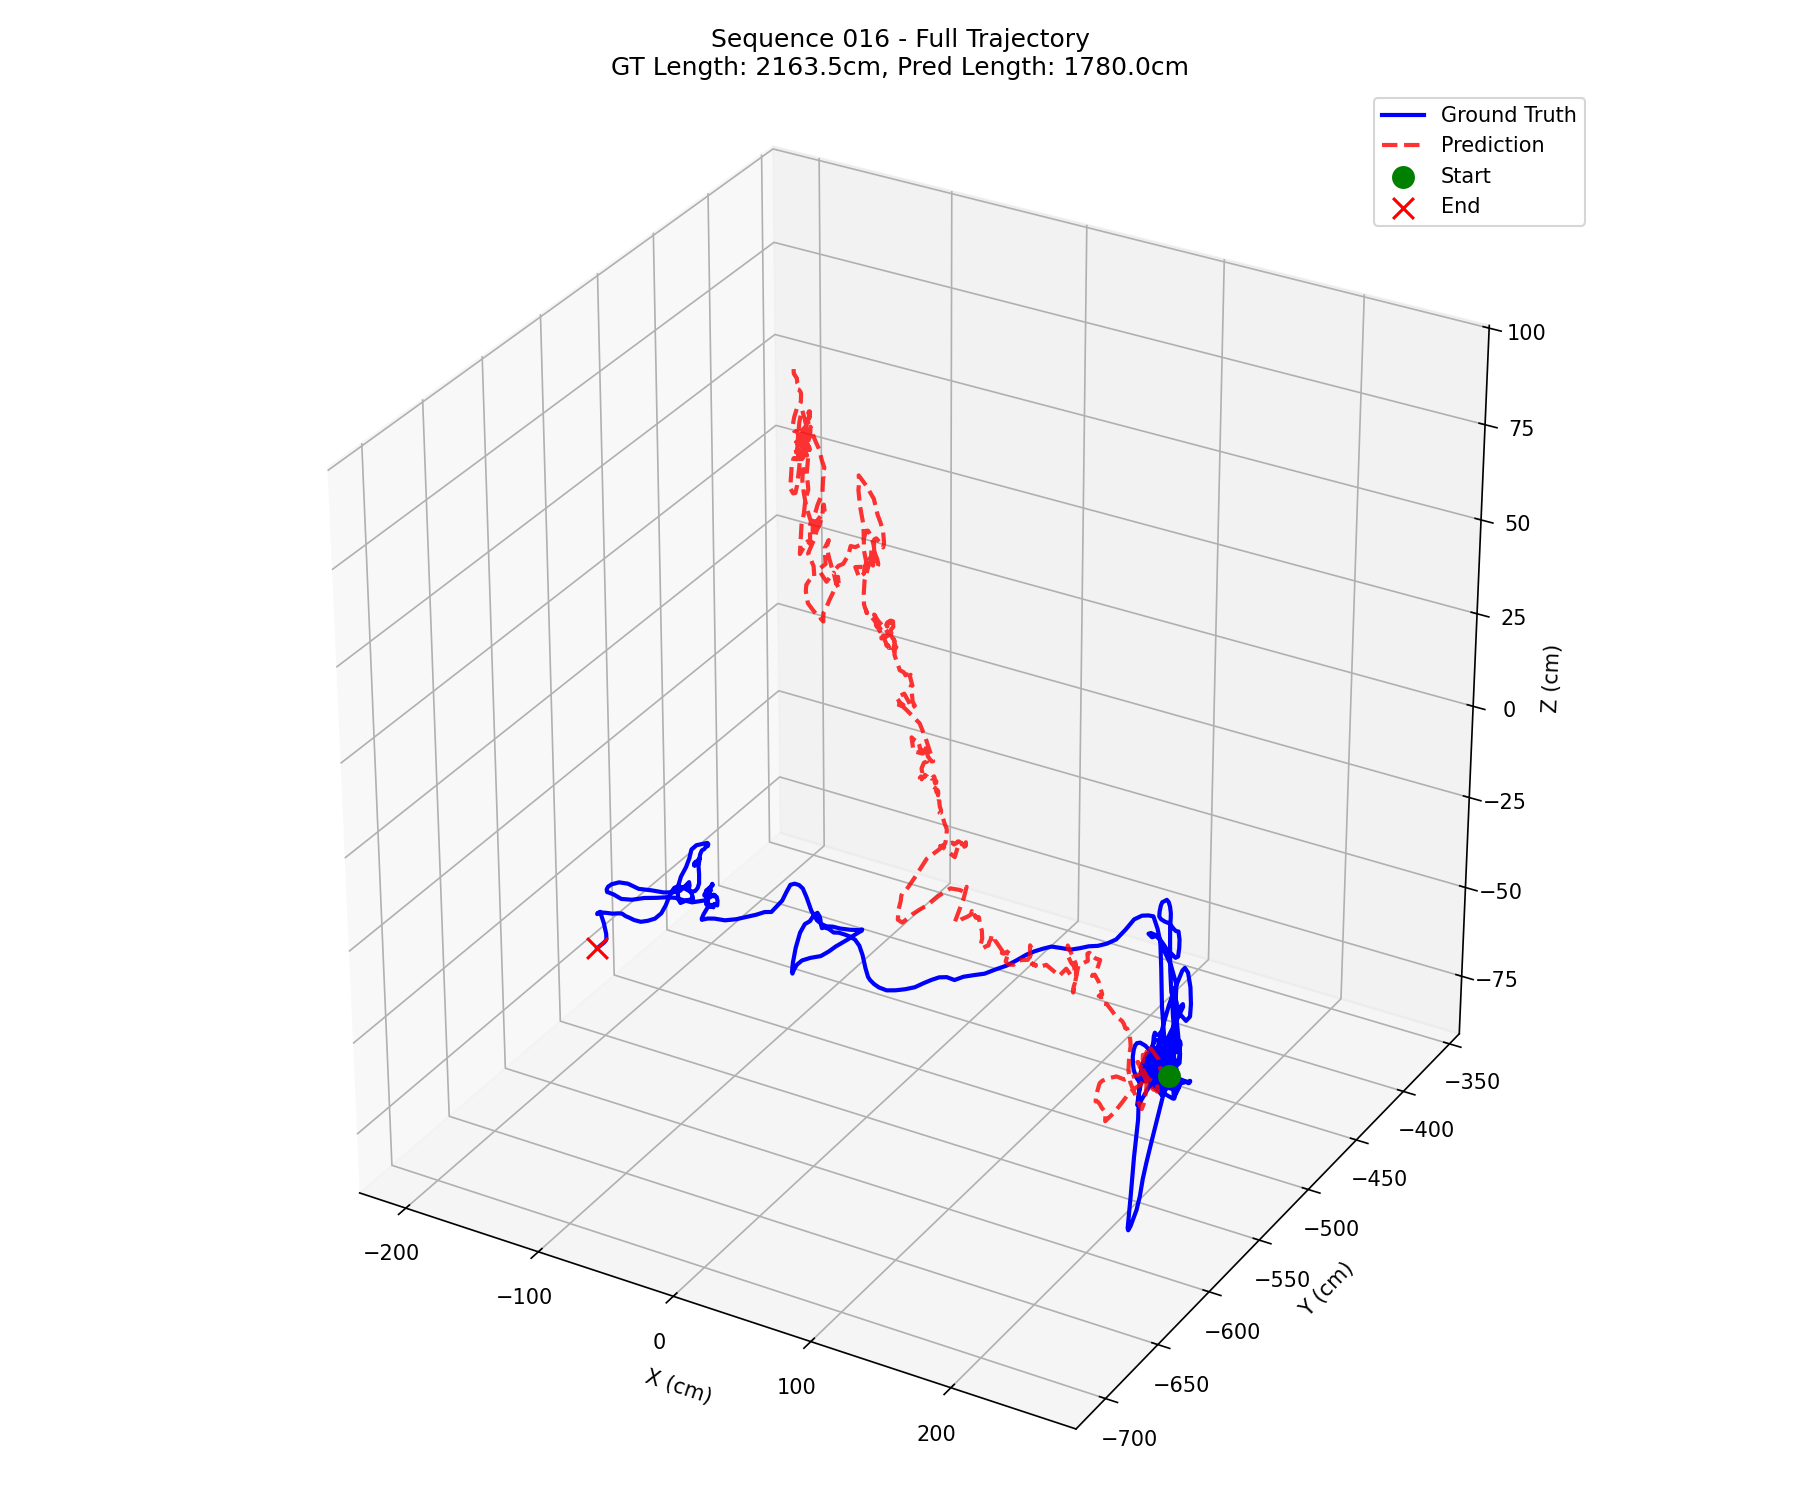 Sequence 016 - Full Trajectory
GT Length: 2163.5cm, Pred Length: 1780.0cm
Ground Truth
Prediction
Start
End
100
75
50
25
0
−25
−50
−75
Z (cm)
−350
−400
−450
−500
−550
−600
−650
−700
Y (cm)
−200
−100
0
100
200
X (cm)